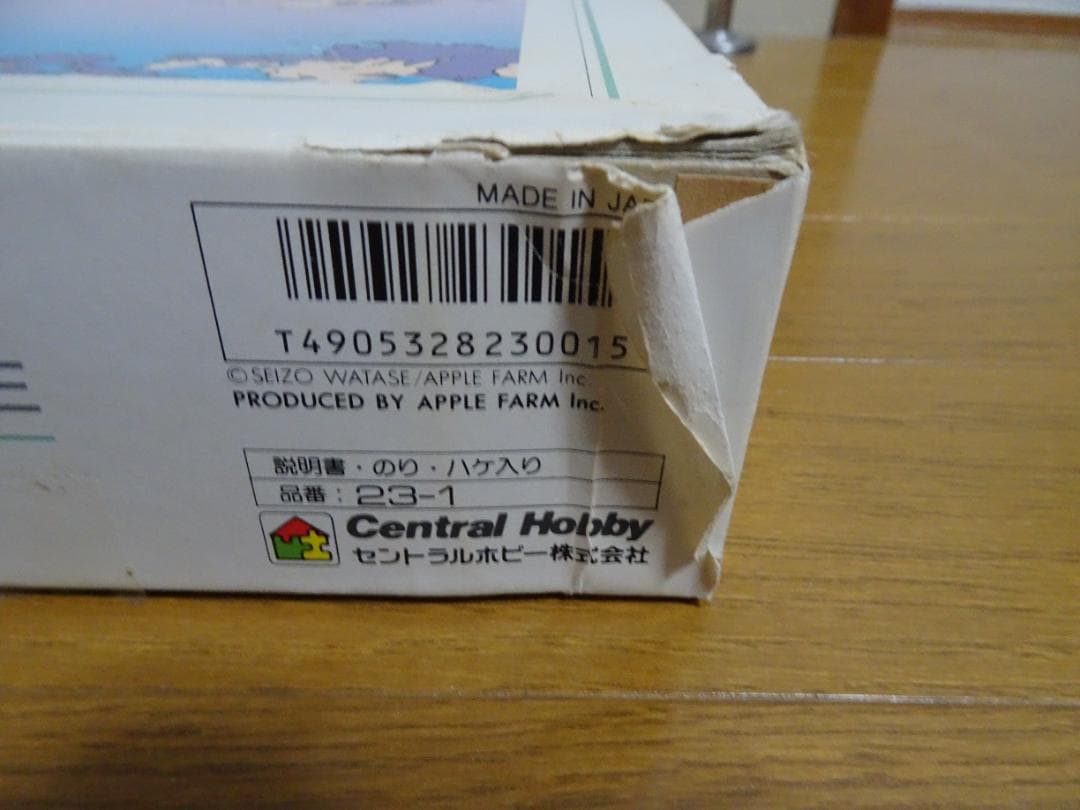 MADE IN JAP
T4905328230015
©SEIZO WATASE/APPLE FARM Inc.
PRODUCED BY APPLE FARM Inc.
説明書・のり・ハケ入り
品番：23-1
Central Hobby
セントラルホビー株式会社